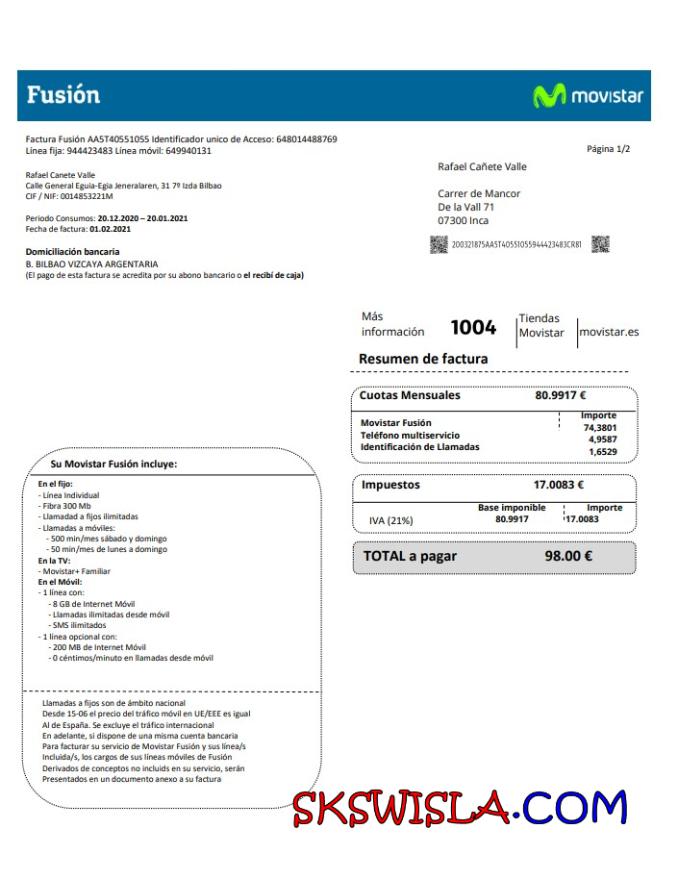 Fusión
movistar
Factura Fusión AA5T40551055 Identificador unico de Acceso: 648014488769
Línea fija: 944423483 Línea móvil: 649940131
Página 1/2
Rafael Canete Valle
Calle General Eguia-Egia Jeneralaren, 31 7º Izda Bilbao
CIF / NIF: 0014853221M
Rafael Cañete Valle
Carrer de Mancor
De la Vall 71
07300 Inca
Periodo Consumos: 20.12.2020 – 20.01.2021
Fecha de factura: 01.02.2021
200321875AA5T40551055944423483CR81
Domiciliación bancaria
B. BILBAO VIZCAYA ARGENTARIA
(El pago de esta factura se acredita por su abono bancario o el recibí de caja)
Más información
1004
Tiendas Movistar
movistar.es
Resumen de factura
Cuotas Mensuales 80.9917 €
Importe
Movistar Fusión 74,3801
Teléfono multiservicio 4,9587
Identificación de Llamadas 1,6529
Impuestos 17.0083 €
Base imponible Importe
IVA (21%) 80.9917 17.0083
TOTAL a pagar 98.00 €
Su Movistar Fusión incluye:
En el fijo:
- Línea Individual
- Fibra 300 Mb
- Llamadad a fijos ilimitadas
- Llamadas a móviles:
- 500 min/mes sábado y domingo
- 50 min/mes de lunes a domingo
En la TV:
- Movistar+ Familiar
En el Móvil:
- 1 línea con:
- 8 GB de Internet Móvil
- Llamadas ilimitadas desde móvil
- SMS ilimitados
- 1 línea opcional con:
- 200 MB de Internet Móvil
- 0 céntimos/minuto en llamadas desde móvil
Llamadas a fijos son de ámbito nacional
Desde 15-06 el precio del tráfico móvil en UE/EEE es igual
Al de España. Se excluye el tráfico internacional
En adelante, si dispone de una misma cuenta bancaria
Para facturar su servicio de Movistar Fusión y sus línea/s
Incluida/s, los cargos de sus líneas móviles de Fusión
Derivados de conceptos no incluids en su servicio, serán
Presentados en un documento anexo a su factura
SKSWISLA.COM